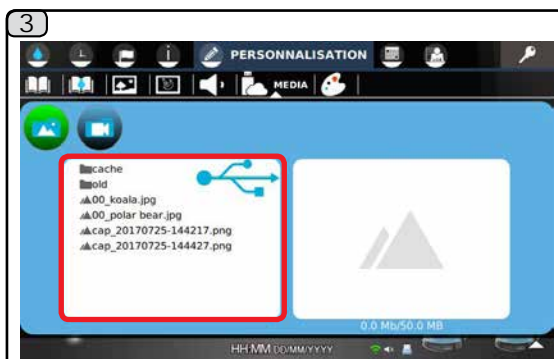 3
PERSONNALISATION
MEDIA
cache
old
00_koala.jpg
00_polar bear.jpg
cap_20170725-144217.png
cap_20170725-144427.png
0.0 Mb/50.0 MB
HH:MM DD/MM/YYYY